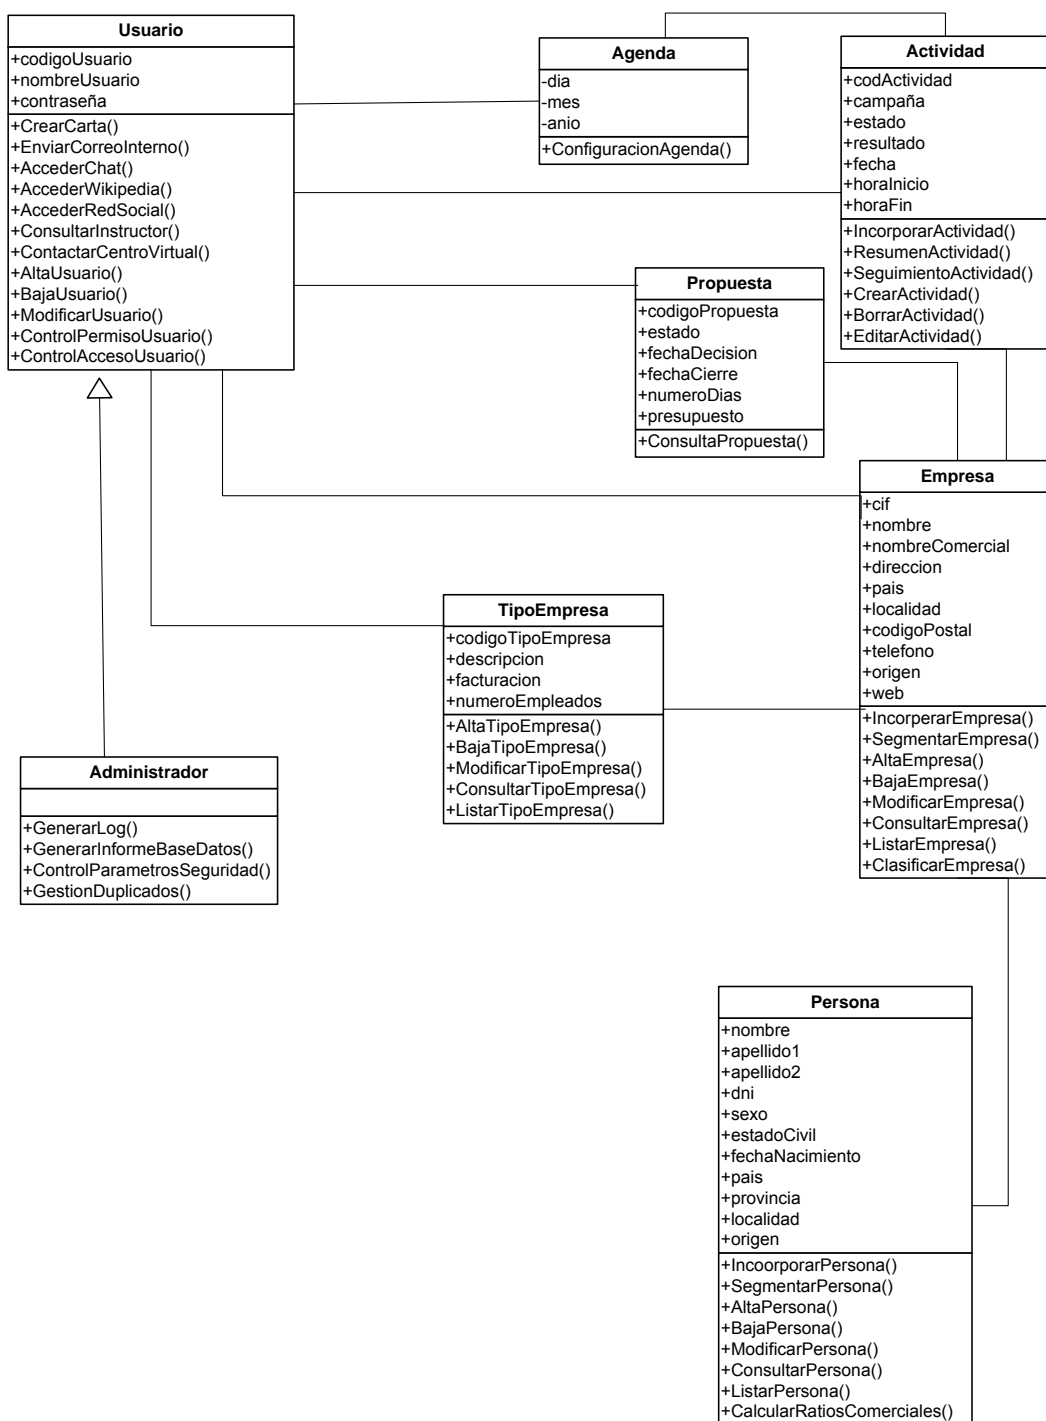 Usuario
+codigoUsuario
+nombreUsuario
+contraseña
+CrearCarta()
+EnviarCorreoInterno()
+AccederChat()
+AccederWikipedia()
+AccederRedSocial()
+ConsultarInstructor()
+ContactarCentroVirtual()
+AltaUsuario()
+BajaUsuario()
+ModificarUsuario()
+ControlPermisoUsuario()
+ControlAccesoUsuario()
Agenda
-dia
-mes
-anio
+ConfiguracionAgenda()
Actividad
+codActividad
+campaña
+estado
+resultado
+fecha
+horaInicio
+horaFin
+IncorporarActividad()
+ResumenActividad()
+SeguimientoActividad()
+CrearActividad()
+BorrarActividad()
+EditarActividad()
Propuesta
+codigoPropuesta
+estado
+fechaDecision
+fechaCierre
+numeroDias
+presupuesto
+ConsultaPropuesta()
Empresa
+cif
+nombre
+nombreComercial
+direccion
+pais
+localidad
+codigoPostal
+telefono
+origen
+web
+IncorperarEmpresa()
+SegmentarEmpresa()
+AltaEmpresa()
+BajaEmpresa()
+ModificarEmpresa()
+ConsultarEmpresa()
+ListarEmpresa()
+ClasificarEmpresa()
TipoEmpresa
+codigoTipoEmpresa
+descripcion
+facturacion
+numeroEmpleados
+AltaTipoEmpresa()
+BajaTipoEmpresa()
+ModificarTipoEmpresa()
+ConsultarTipoEmpresa()
+ListarTipoEmpresa()
Administrador
+GenerarLog()
+GenerarInformeBaseDatos()
+ControlParametrosSeguridad()
+GestionDuplicados()
Persona
+nombre
+apellido1
+apellido2
+dni
+sexo
+estadoCivil
+fechaNacimiento
+pais
+provincia
+localidad
+origen
+IncoorporarPersona()
+SegmentarPersona()
+AltaPersona()
+BajaPersona()
+ModificarPersona()
+ConsultarPersona()
+ListarPersona()
+CalcularRatiosComerciales()